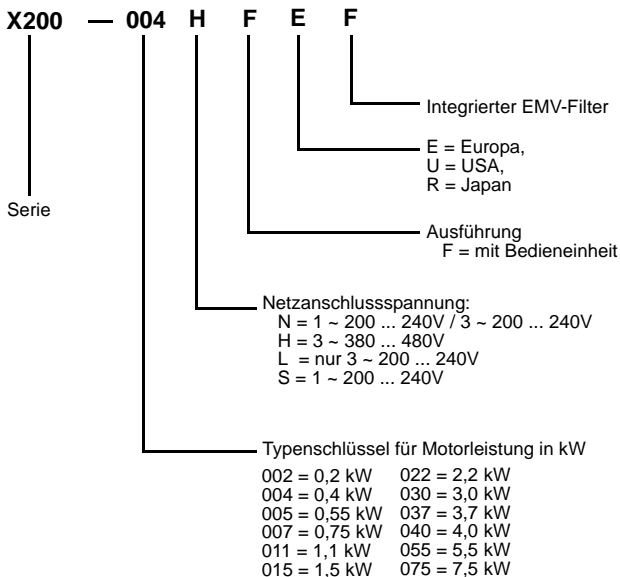 X200 — 004 H F E F
Integrierter EMV-Filter
E = Europa,
U = USA,
R = Japan
Serie
Ausführung
F = mit Bedieneinheit
Netzanschlussspannung:
N = 1 ~ 200 ... 240V / 3 ~ 200 ... 240V
H = 3 ~ 380 ... 480V
L = nur 3 ~ 200 ... 240V
S = 1 ~ 200 ... 240V
Typenschlüssel für Motorleistung in kW
002 = 0,2 kW 022 = 2,2 kW
004 = 0,4 kW 030 = 3,0 kW
005 = 0,55 kW 037 = 3,7 kW
007 = 0,75 kW 040 = 4,0 kW
011 = 1,1 kW 055 = 5,5 kW
015 = 1,5 kW 075 = 7,5 kW